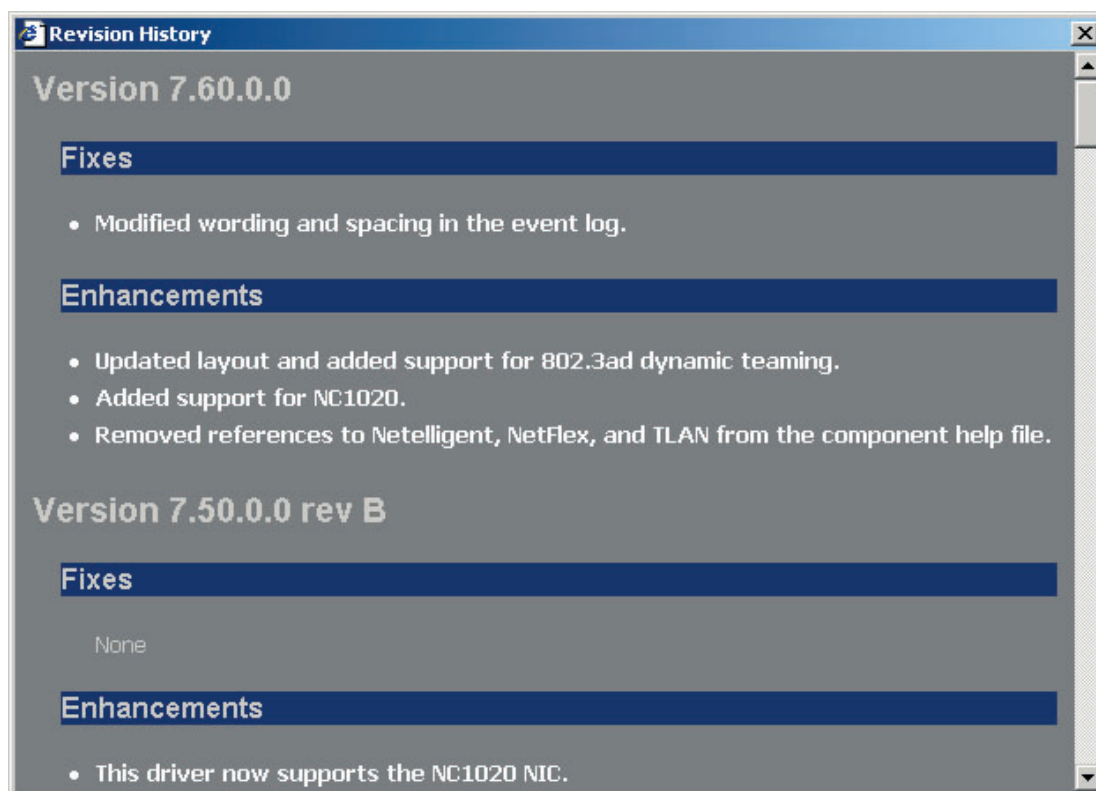 Revision History
Version 7.60.0.0
Fixes
• Modified wording and spacing in the event log.
Enhancements
• Updated layout and added support for 802.3ad dynamic teaming.
• Added support for NC1020.
• Removed references to Netelligent, NetFlex, and TLAN from the component help file.
Version 7.50.0.0 rev B
Fixes
None
Enhancements
• This driver now supports the NC1020 NIC.